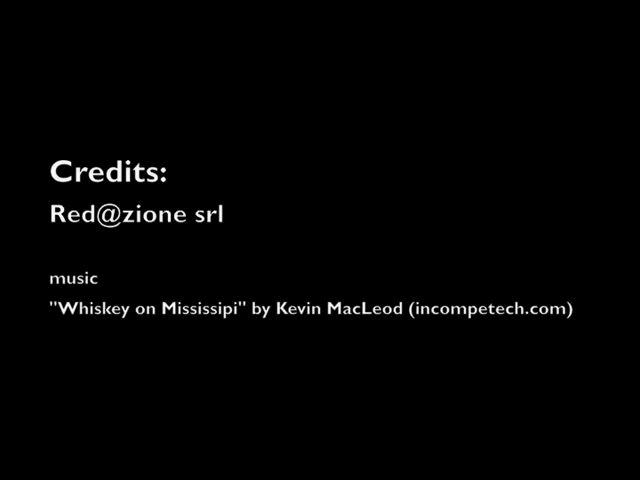 Credits:
Red@zione srl
music
"Whiskey on Mississipi" by Kevin MacLeod (incompetech.com)